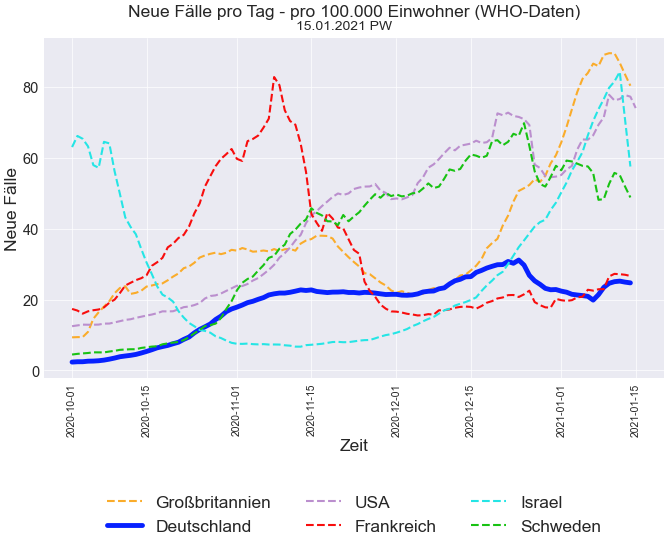 Neue Fälle pro Tag - pro 100.000 Einwohner (WHO-Daten)
15.01.2021 PW
Neue Fälle
80
60
40
20
0
2020-10-01
2020-10-15
2020-11-01
2020-11-15
2020-12-01
2020-12-15
2021-01-01
2021-01-15
Zeit
Großbritannien USA Israel
Deutschland Frankreich Schweden